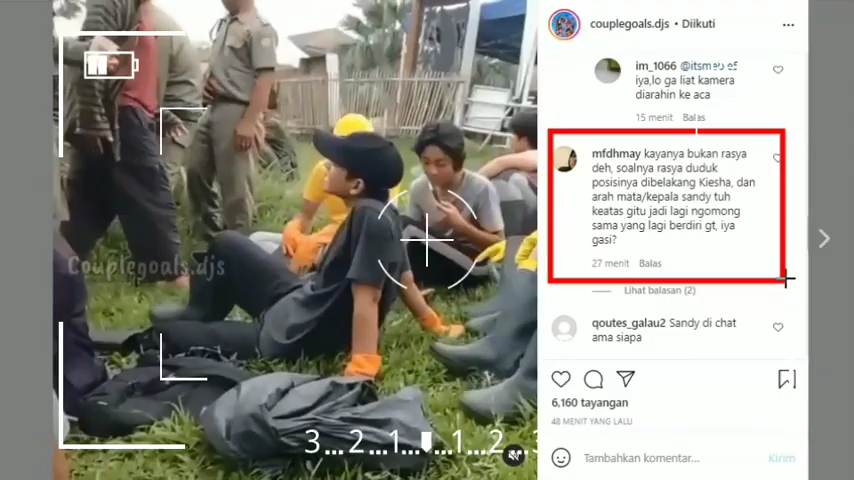 couplegoals.djs • Diikuti
im_1066
iya,lo ga liat kamera
diarahin ke aca
15 menit Balas
mfdhmay kayanya bukan rasya
deh, soalnya rasya duduk
posisinya dibelakang Kiesha, dan
arah mata/kepala sandy tuh
keatas gitu jadi lagi ngomong
sama yang lagi berdiri gt, iya
gasi?
27 menit Balas
Lihat balasan (2)
qoutes_galau2 Sandy di chat
ama siapa
6,160 tayangan
48 MENIT YANG LALU
Tambahkan komentar... Kirim
Couplegoals.djs
3...2...1...1...2...3